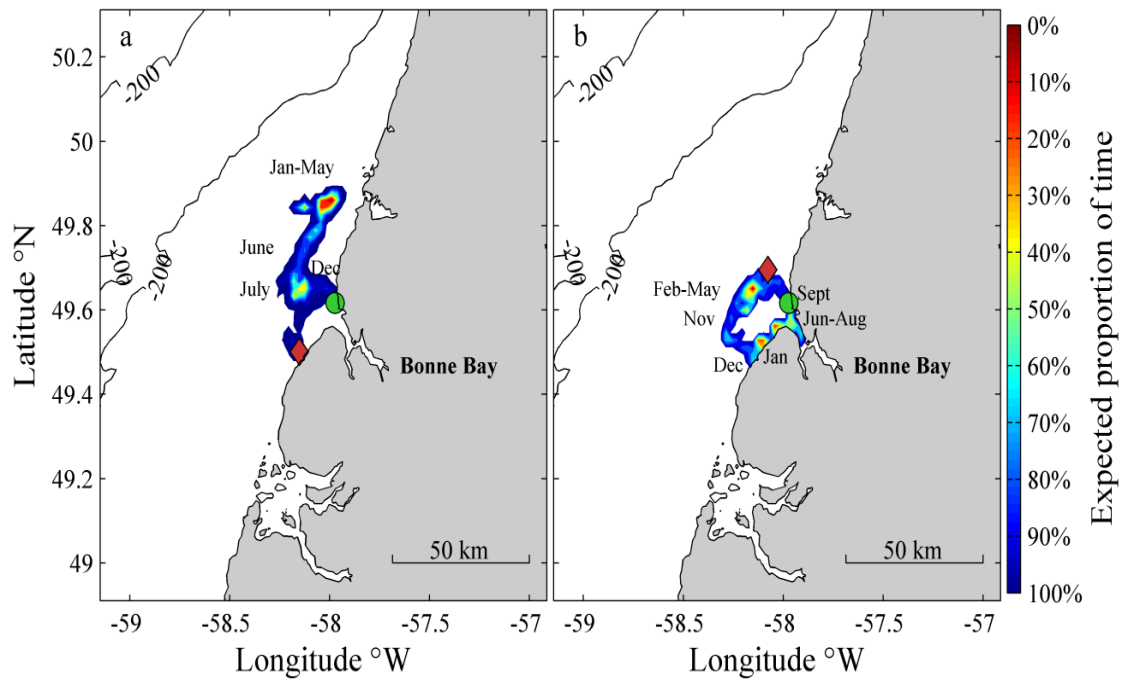 a
b
50.2
50
49.8
49.6
49.4
49.2
49
Latitude °N
-200
-200
-200
Jan-May
June
July
Dec
Bonne Bay
50 km
-59
-58.5
-58
-57.5
-57
Longitude °W
-200
-200
-200
Feb-May
Nov
Dec
Jan
Sept
Jun-Aug
Bonne Bay
50 km
-59
-58.5
-58
-57.5
-57
Longitude °W
0%
10%
20%
30%
40%
50%
60%
70%
80%
90%
100%
Expected proportion of time